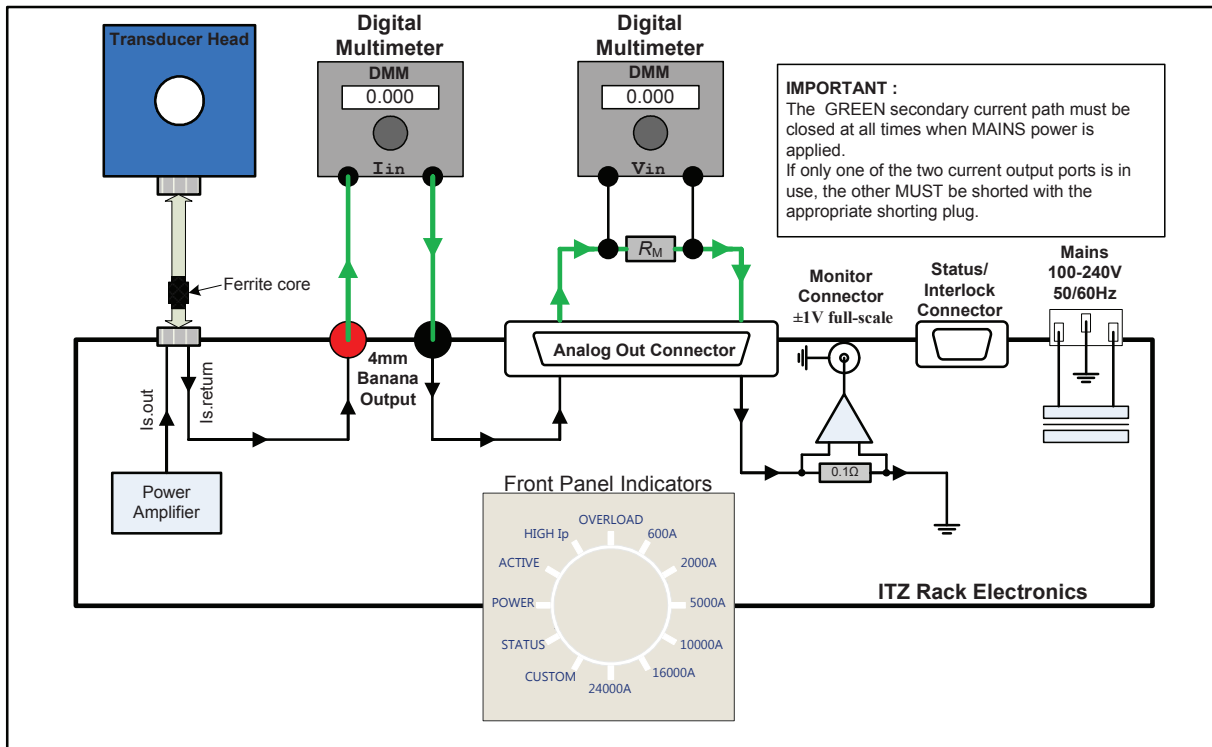 Transducer Head
Digital
Multimeter
DMM
0.000
Iin
Digital
Multimeter
DMM
0.000
Vin
IMPORTANT :
The GREEN secondary current path must be
closed at all times when MAINS power is
applied.
If only one of the two current output ports is in
use, the other MUST be shorted with the
appropriate shorting plug.
RM
Ferrite core
Monitor
Connector
±1V full-scale
Status/
Interlock
Connector
Mains
100-240V
50/60Hz
4mm
Banana
Output
Analog Out Connector
Is.out
Is.return
0.1Ω
Power
Amplifier
Front Panel Indicators
OVERLOAD
HIGH Ip
600A
ACTIVE
2000A
POWER
5000A
STATUS
10000A
CUSTOM
16000A
24000A
ITZ Rack Electronics